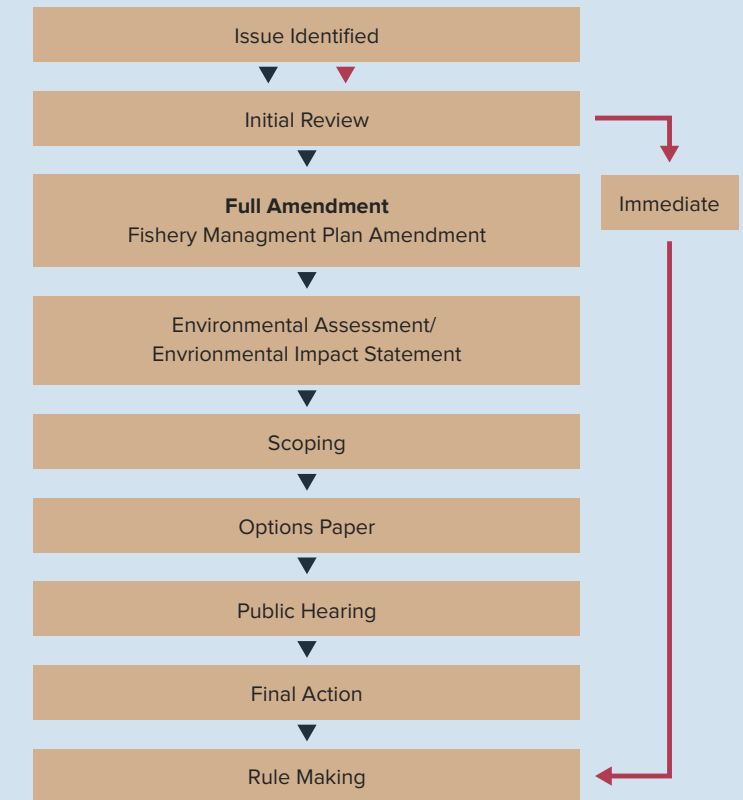 Issue Identified
Initial Review
Full Amendment
Fishery Managment Plan Amendment
Immediate
Environmental Assessment/
Envrionmental Impact Statement
Scoping
Options Paper
Public Hearing
Final Action
Rule Making